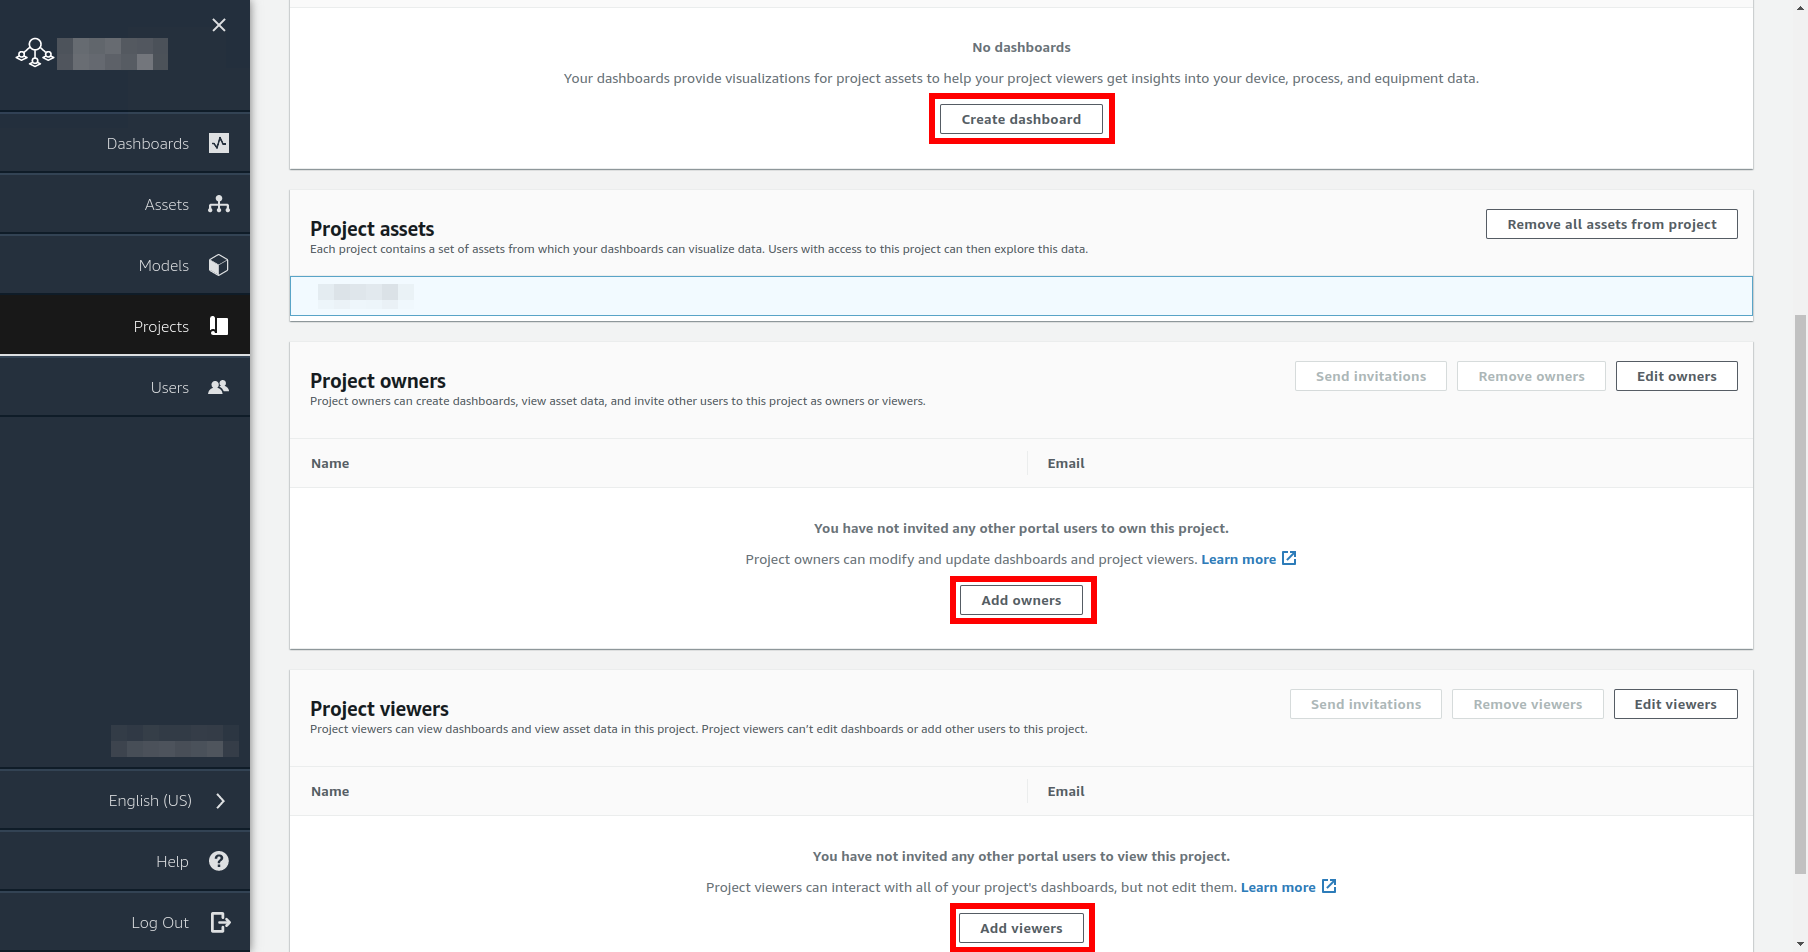 Dashboards
Assets
Models
Projects
Users
English (US)
Help
Log Out
No dashboards
Your dashboards provide visualizations for project assets to help your project viewers get insights into your device, process, and equipment data.
Create dashboard
Project assets
Each project contains a set of assets from which your dashboards can visualize data. Users with access to this project can then explore this data.
Remove all assets from project
Project owners
Project owners can create dashboards, view asset data, and invite other users to this project as owners or viewers.
Send invitations
Remove owners
Edit owners
Name
Email
You have not invited any other portal users to own this project.
Project owners can modify and update dashboards and project viewers. Learn more
Add owners
Project viewers
Project viewers can view dashboards and view asset data in this project. Project viewers can't edit dashboards or add other users to this project.
Send invitations
Remove viewers
Edit viewers
Name
Email
You have not invited any other portal users to view this project.
Project viewers can interact with all of your project's dashboards, but not edit them. Learn more
Add viewers